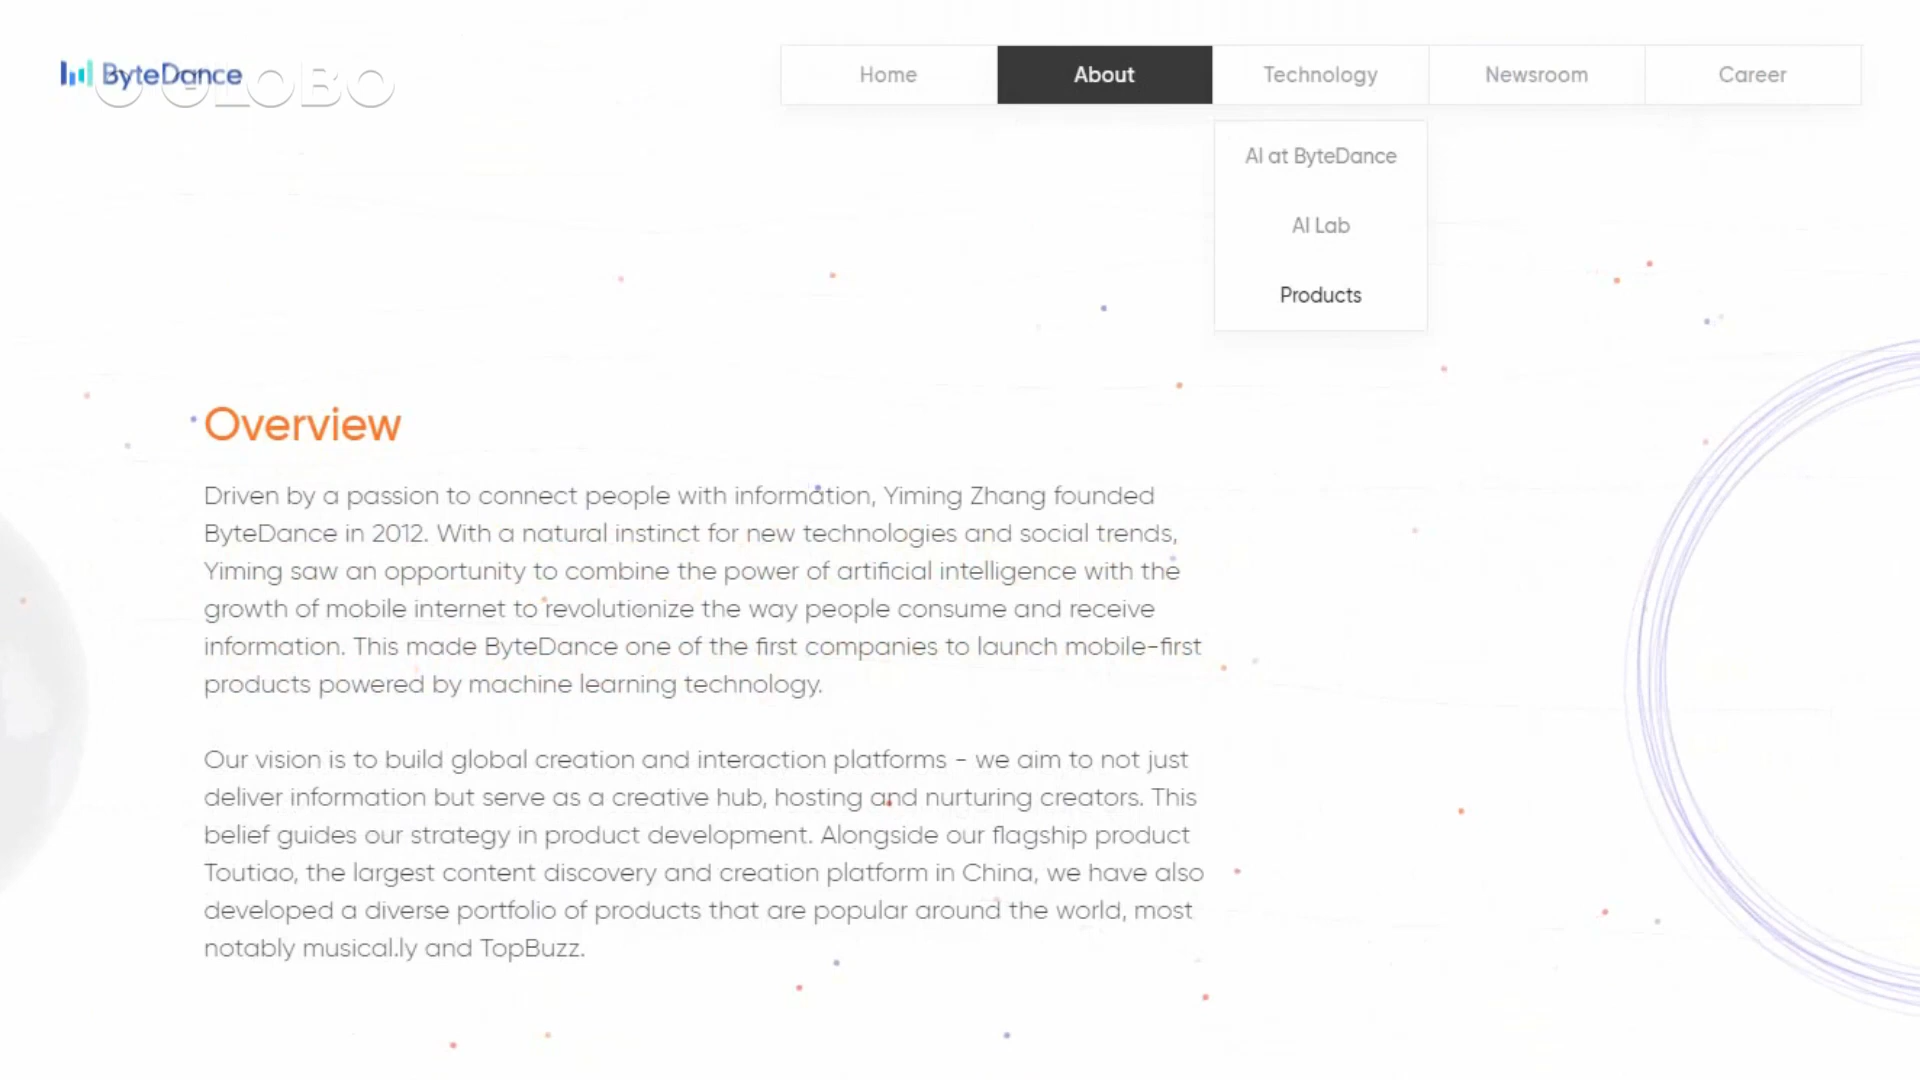 ByteDance
O GLOBO
Home
About
Technology
Newsroom
Career
AI at ByteDance
AI Lab
Products
Overview
Driven by a passion to connect people with information, Yiming Zhang founded
ByteDance in 2012. With a natural instinct for new technologies and social trends,
Yiming saw an opportunity to combine the power of artificial intelligence with the
growth of mobile internet to revolutionize the way people consume and receive
information. This made ByteDance one of the first companies to launch mobile-first
products powered by machine learning technology.
Our vision is to build global creation and interaction platforms - we aim to not just
deliver information but serve as a creative hub, hosting and nurturing creators. This
belief guides our strategy in product development. Alongside our flagship product
Toutiao, the largest content discovery and creation platform in China, we have also
developed a diverse portfolio of products that are popular around the world, most
notably musical.ly and TopBuzz.